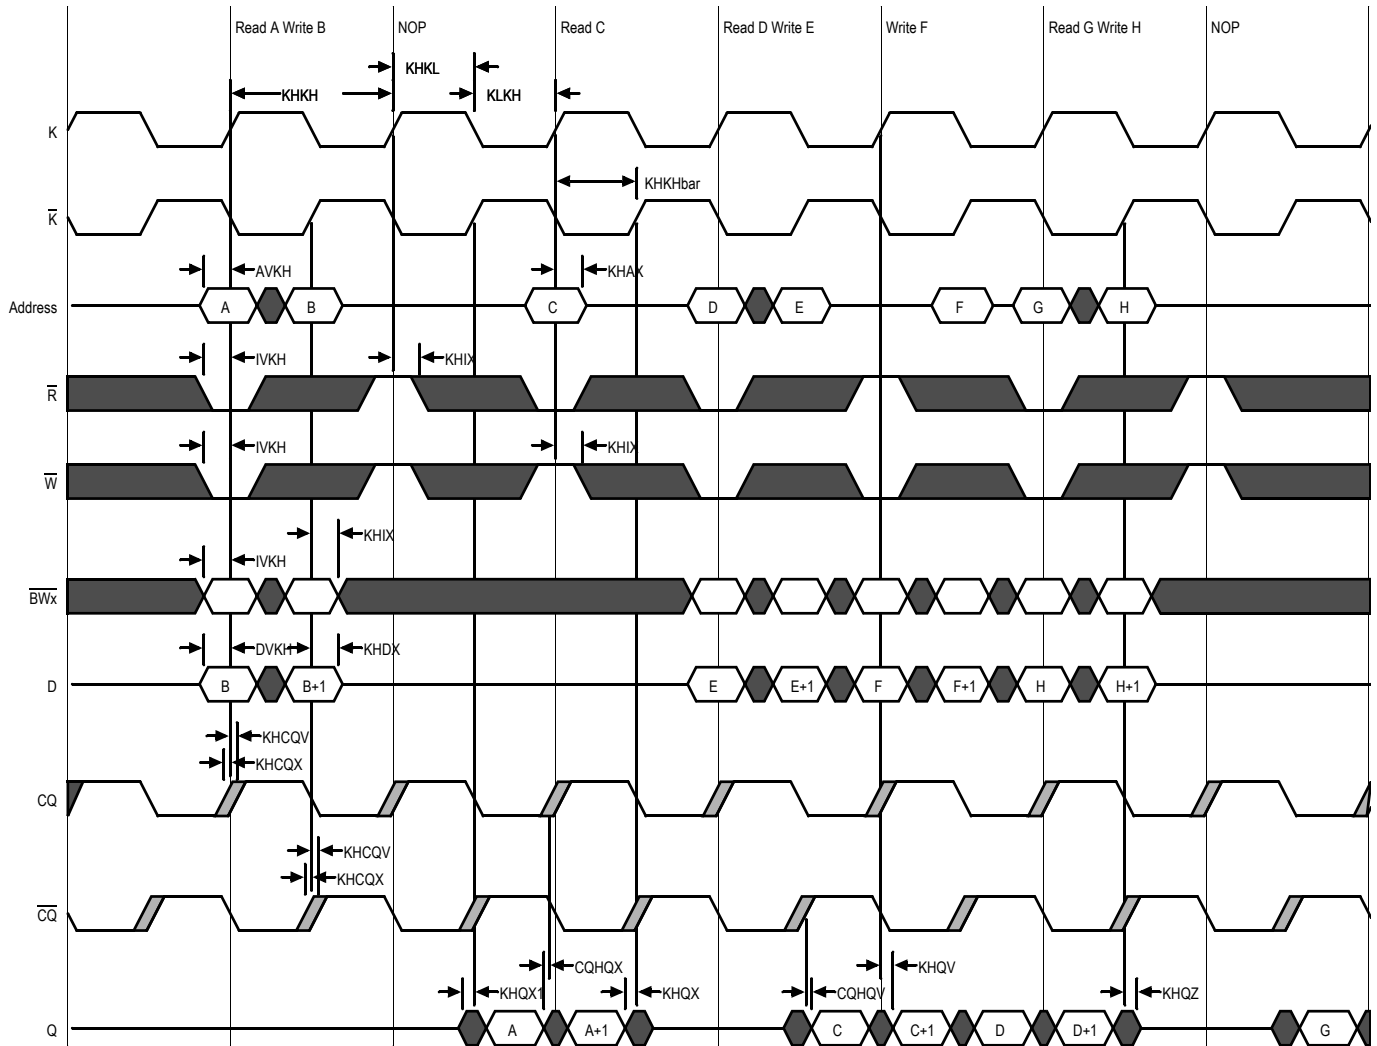 Read A Write B NOP Read C Read D Write E Write F Read G Write H NOP
KHKL
KHKH KLKH
K
KHKHbar
K̅
AVKH KHAX
Address A B C D E F G H
IVKH KHIX
R̅
IVKH KHIX
W̅
KHIX
IVKH
B̅W̅x̅
DVKH KHDX
D B B+1 E E+1 F F+1 H H+1
KHCQV
KHCQX
CQ
KHCQV
KHCQX
C̅Q̅
CQHQX KHQV
KHQX1 KHQX CQHQV KHQZ
Q A A+1 C C+1 D D+1 G